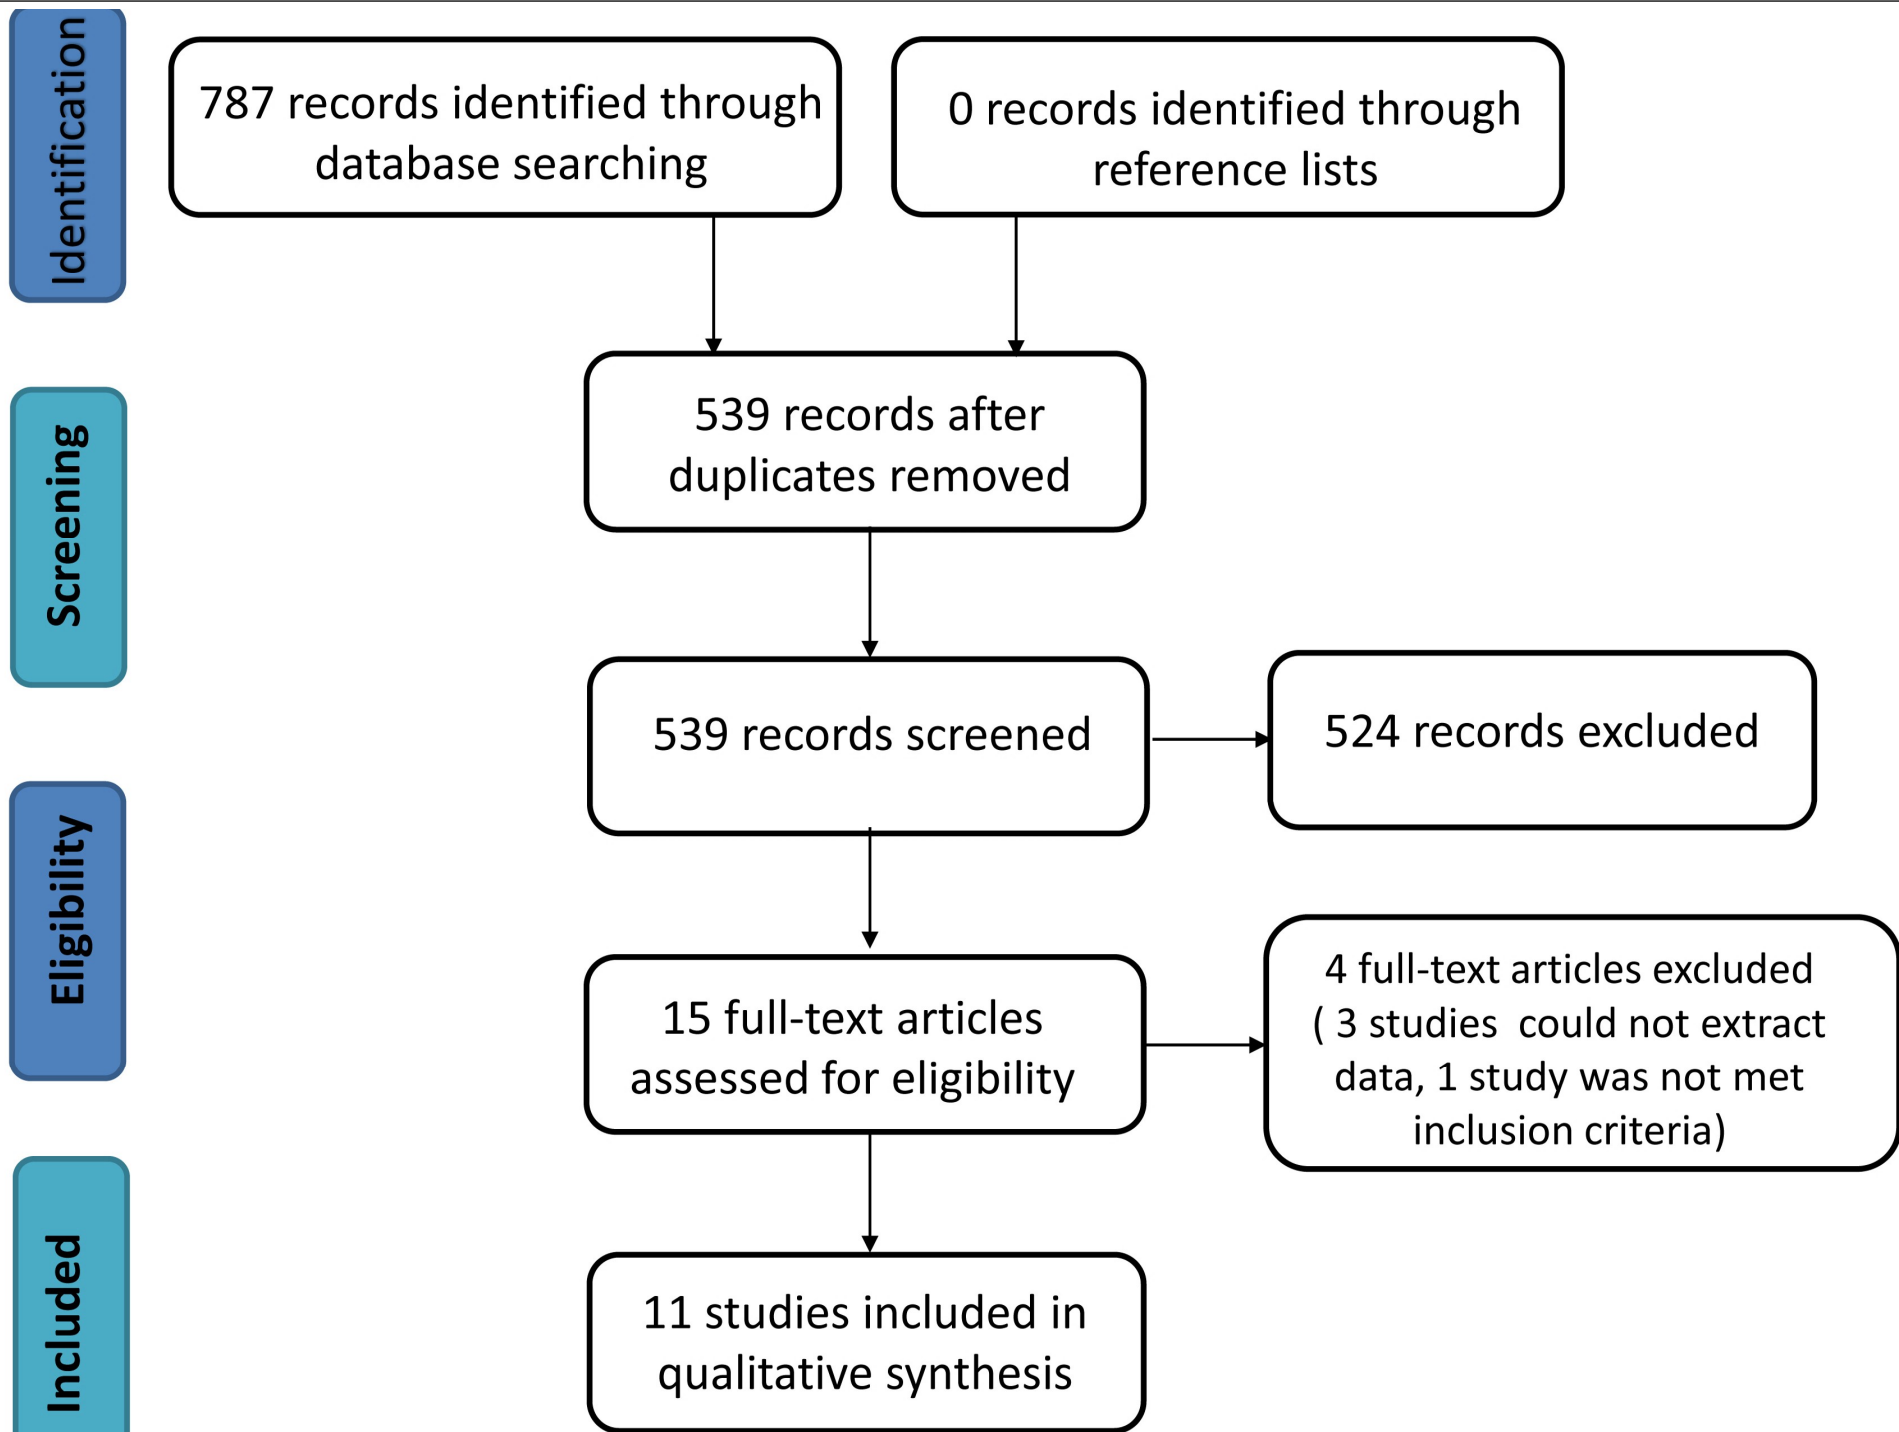 Identification
787 records identified through
database searching
0 records identified through
reference lists
Screening
539 records after
duplicates removed
539 records screened
524 records excluded
Eligibility
15 full-text articles
assessed for eligibility
4 full-text articles excluded
( 3 studies  could not extract
data, 1 study was not met
inclusion criteria)
Included
11 studies included in
qualitative synthesis